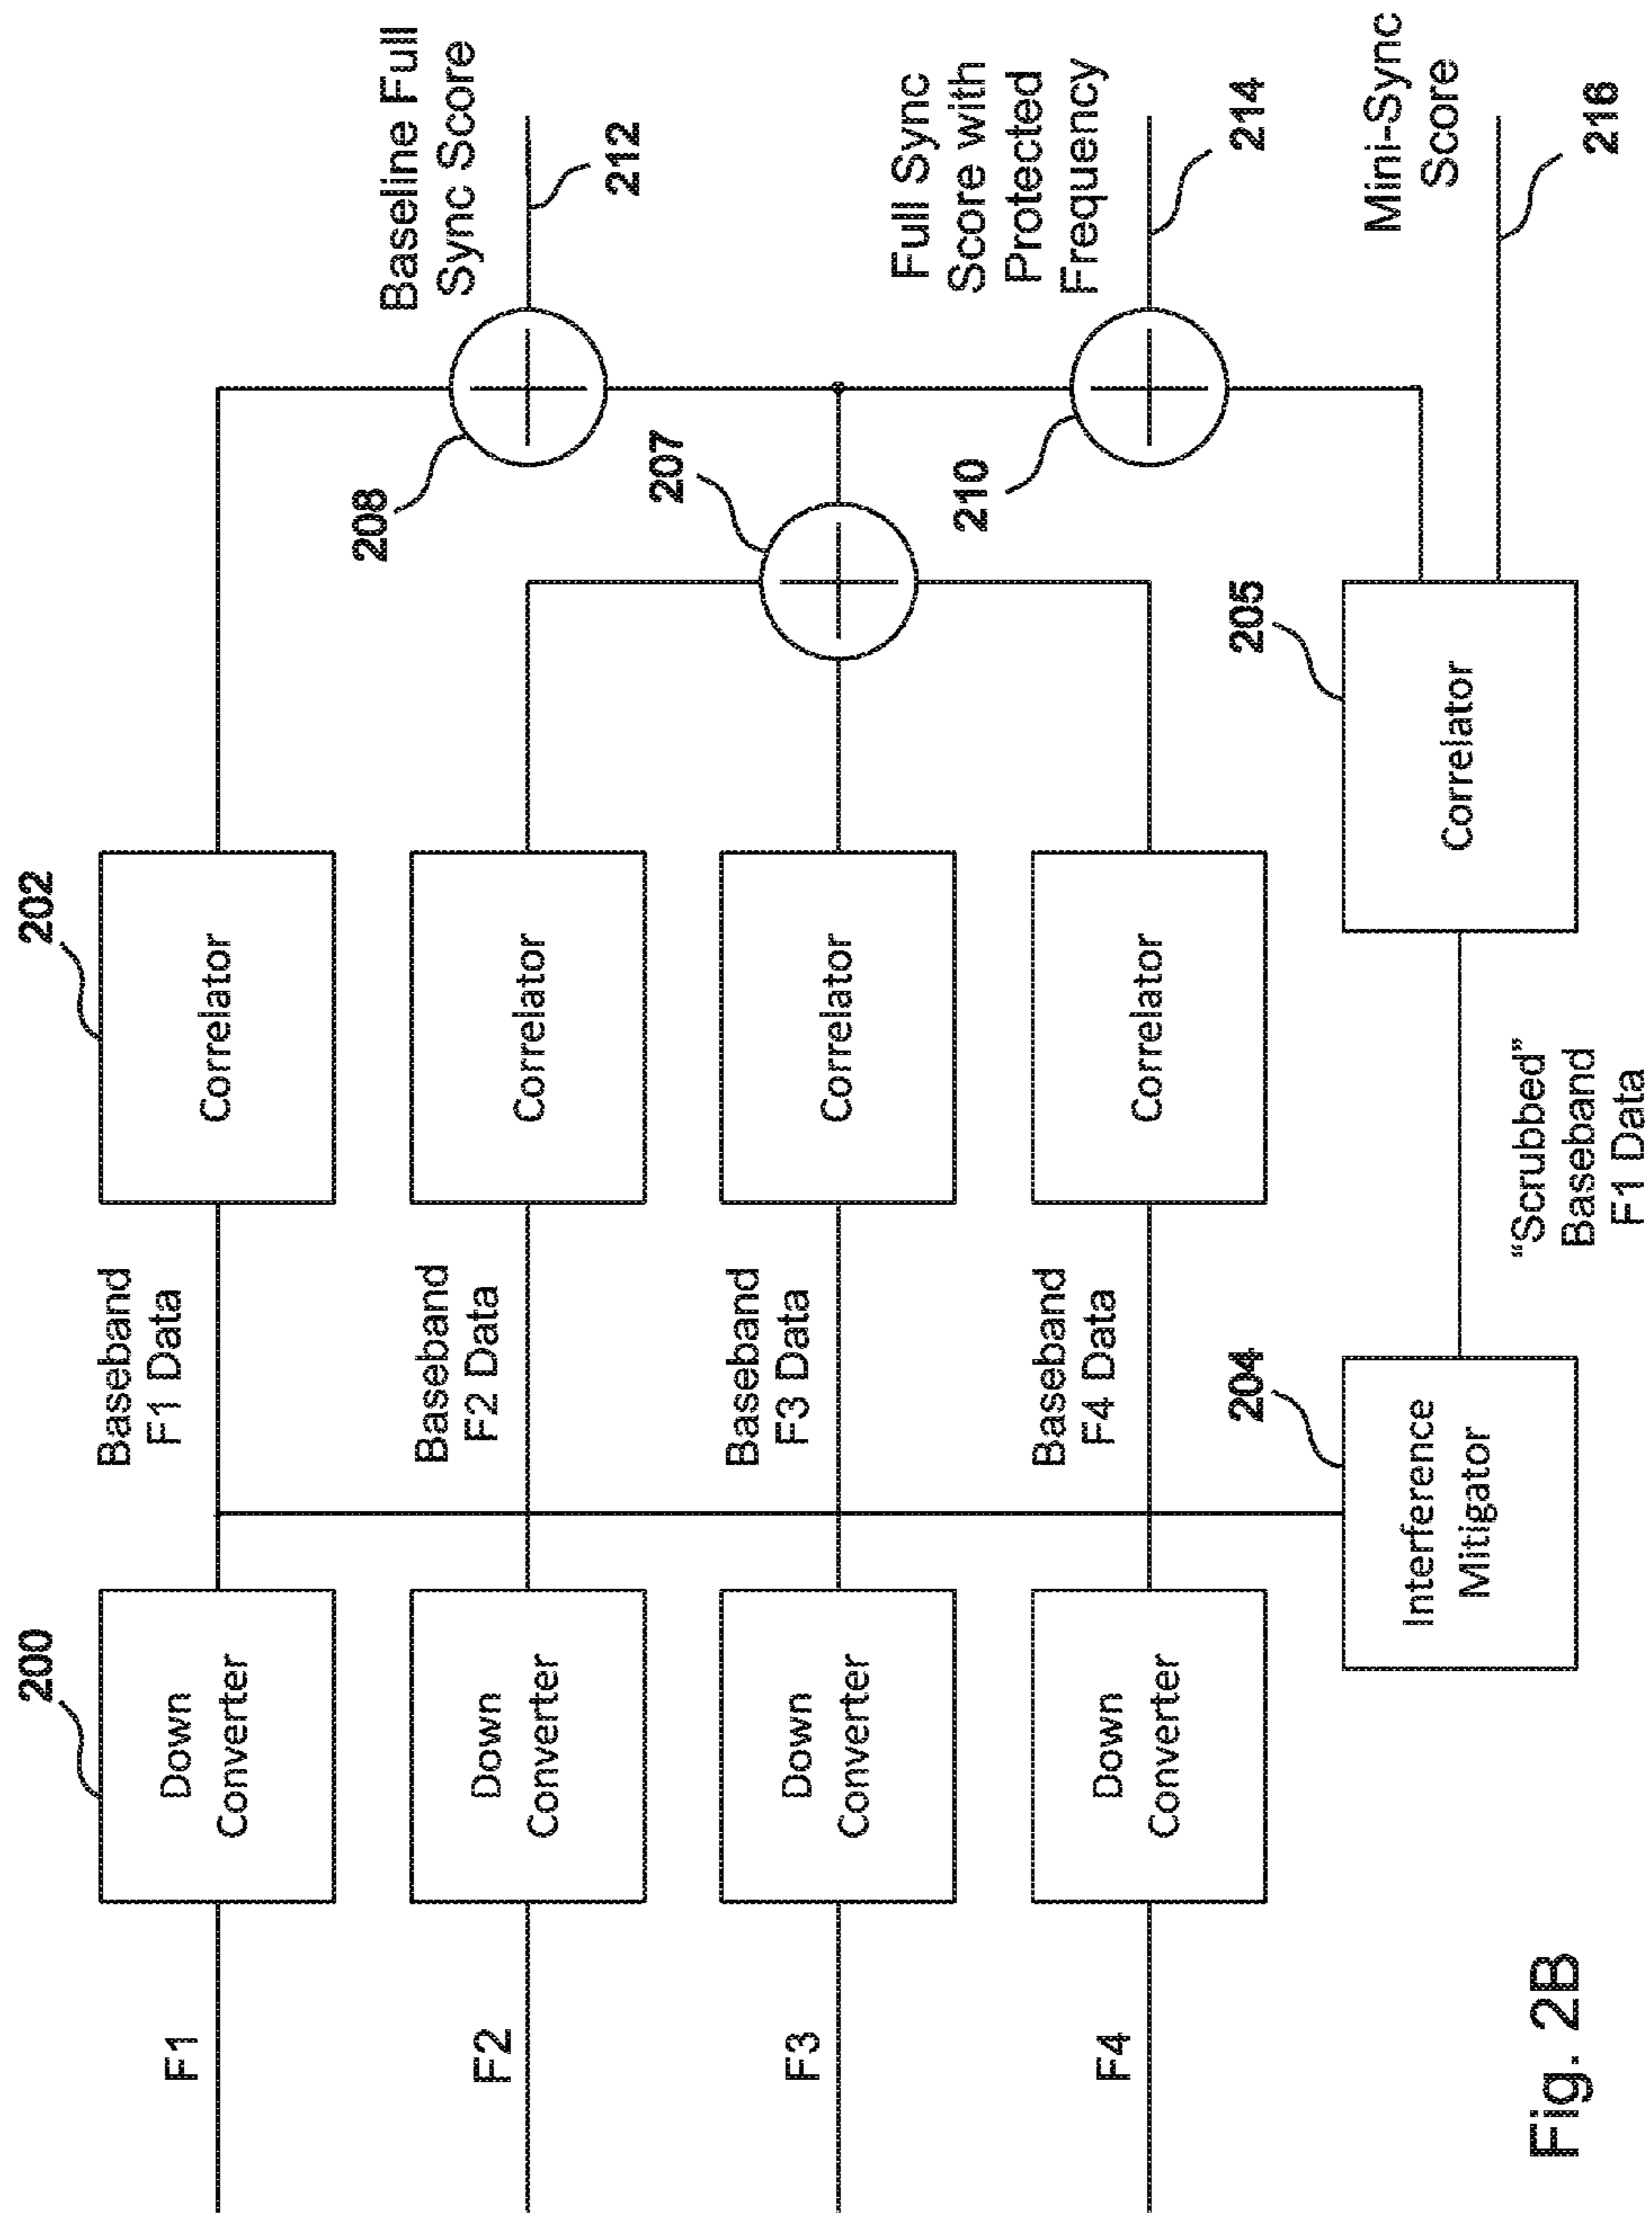 200
202
F1
Down
Converter
Baseband
F1 Data
Correlator
Baseline Full
Sync Score
208
212
F2
Down
Converter
Baseband
F2 Data
Correlator
207
F3
Down
Converter
Baseband
F3 Data
Correlator
Full Sync
Score with
Protected
Frequency
210
214
F4
Down
Converter
Baseband
F4 Data
Correlator
204
205
Interference
Mitigator
"Scrubbed"
Baseband
F1 Data
Correlator
Mini-Sync
Score
216
Fig. 2B